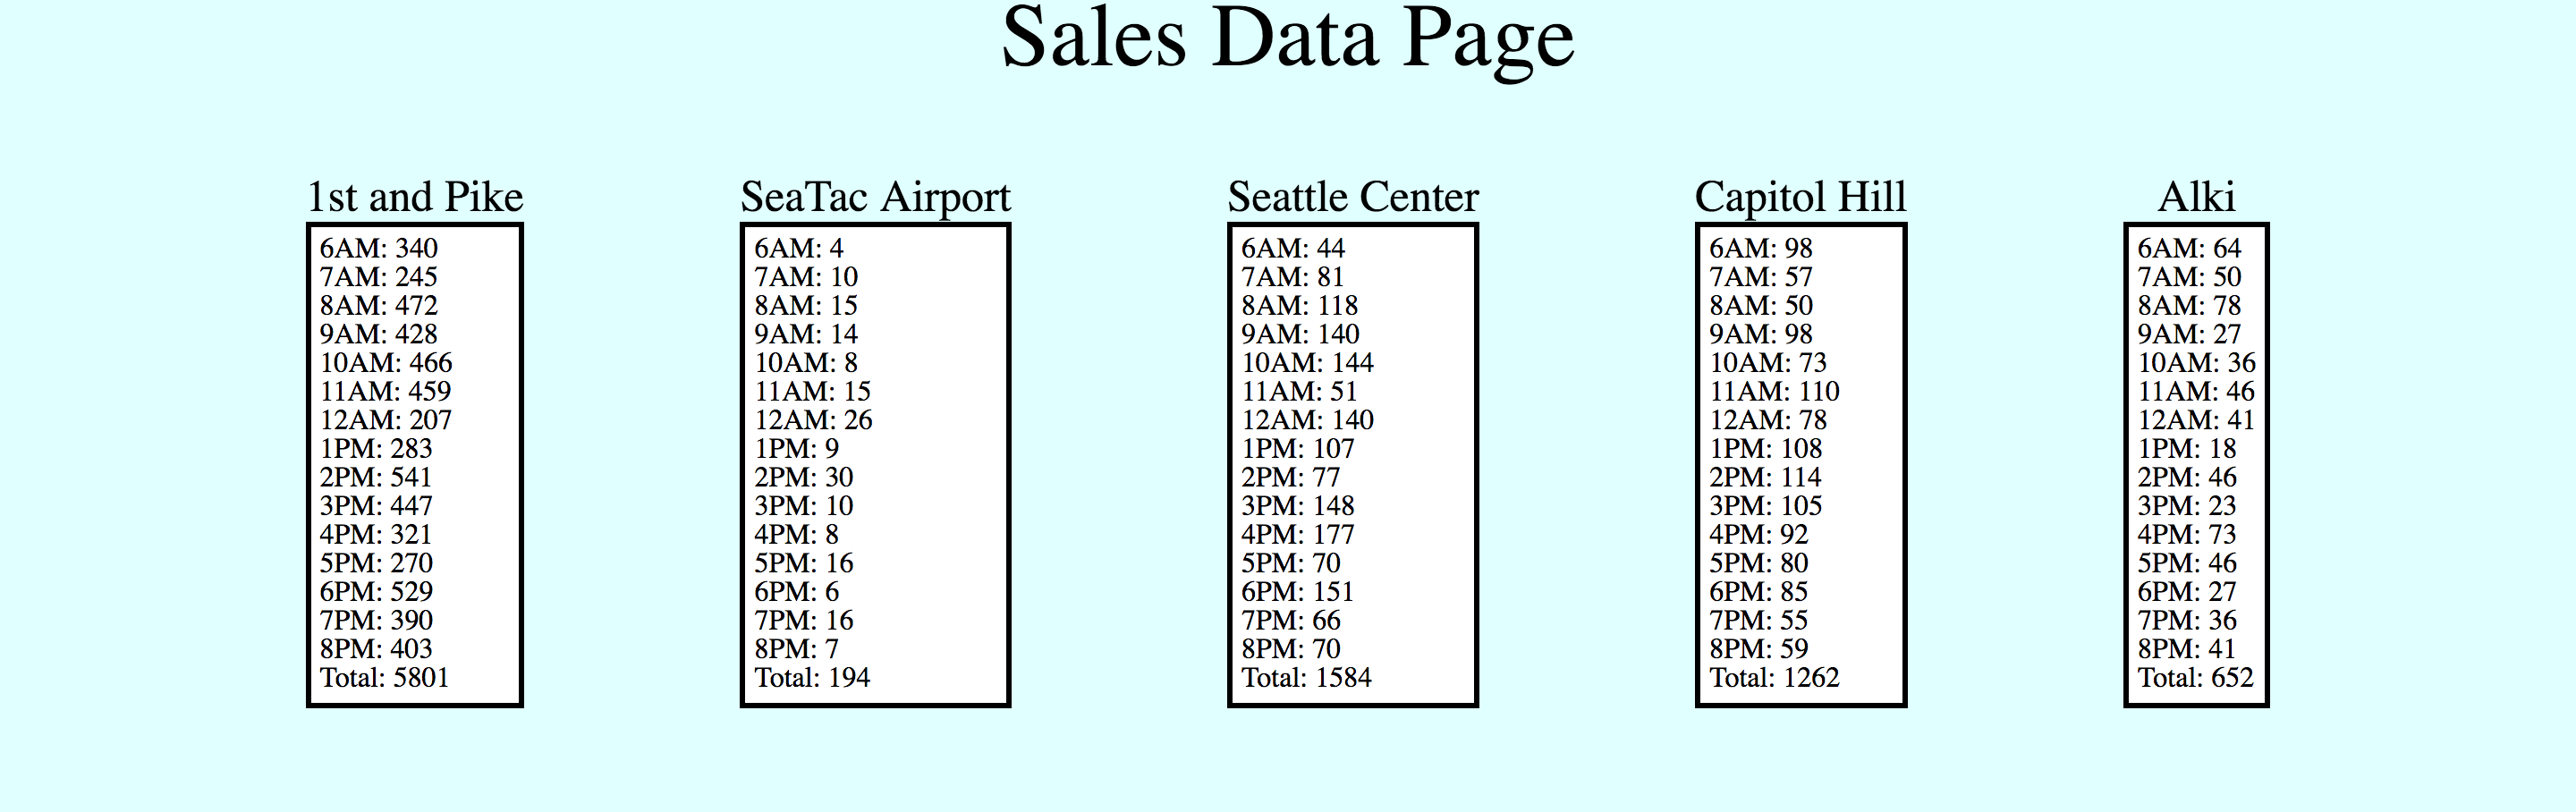 Sales Data Page
1st and Pike
6AM: 340
7AM: 245
8AM: 472
9AM: 428
10AM: 466
11AM: 459
12AM: 207
1PM: 283
2PM: 541
3PM: 447
4PM: 321
5PM: 270
6PM: 529
7PM: 390
8PM: 403
Total: 5801
SeaTac Airport
6AM: 4
7AM: 10
8AM: 15
9AM: 14
10AM: 8
11AM: 15
12AM: 26
1PM: 9
2PM: 30
3PM: 10
4PM: 8
5PM: 16
6PM: 6
7PM: 16
8PM: 7
Total: 194
Seattle Center
6AM: 44
7AM: 81
8AM: 118
9AM: 140
10AM: 144
11AM: 51
12AM: 140
1PM: 107
2PM: 77
3PM: 148
4PM: 177
5PM: 70
6PM: 151
7PM: 66
8PM: 70
Total: 1584
Capitol Hill
6AM: 98
7AM: 57
8AM: 50
9AM: 98
10AM: 73
11AM: 110
12AM: 78
1PM: 108
2PM: 114
3PM: 105
4PM: 92
5PM: 80
6PM: 85
7PM: 55
8PM: 59
Total: 1262
Alki
6AM: 64
7AM: 50
8AM: 78
9AM: 27
10AM: 36
11AM: 46
12AM: 41
1PM: 18
2PM: 46
3PM: 23
4PM: 73
5PM: 46
6PM: 27
7PM: 36
8PM: 41
Total: 652